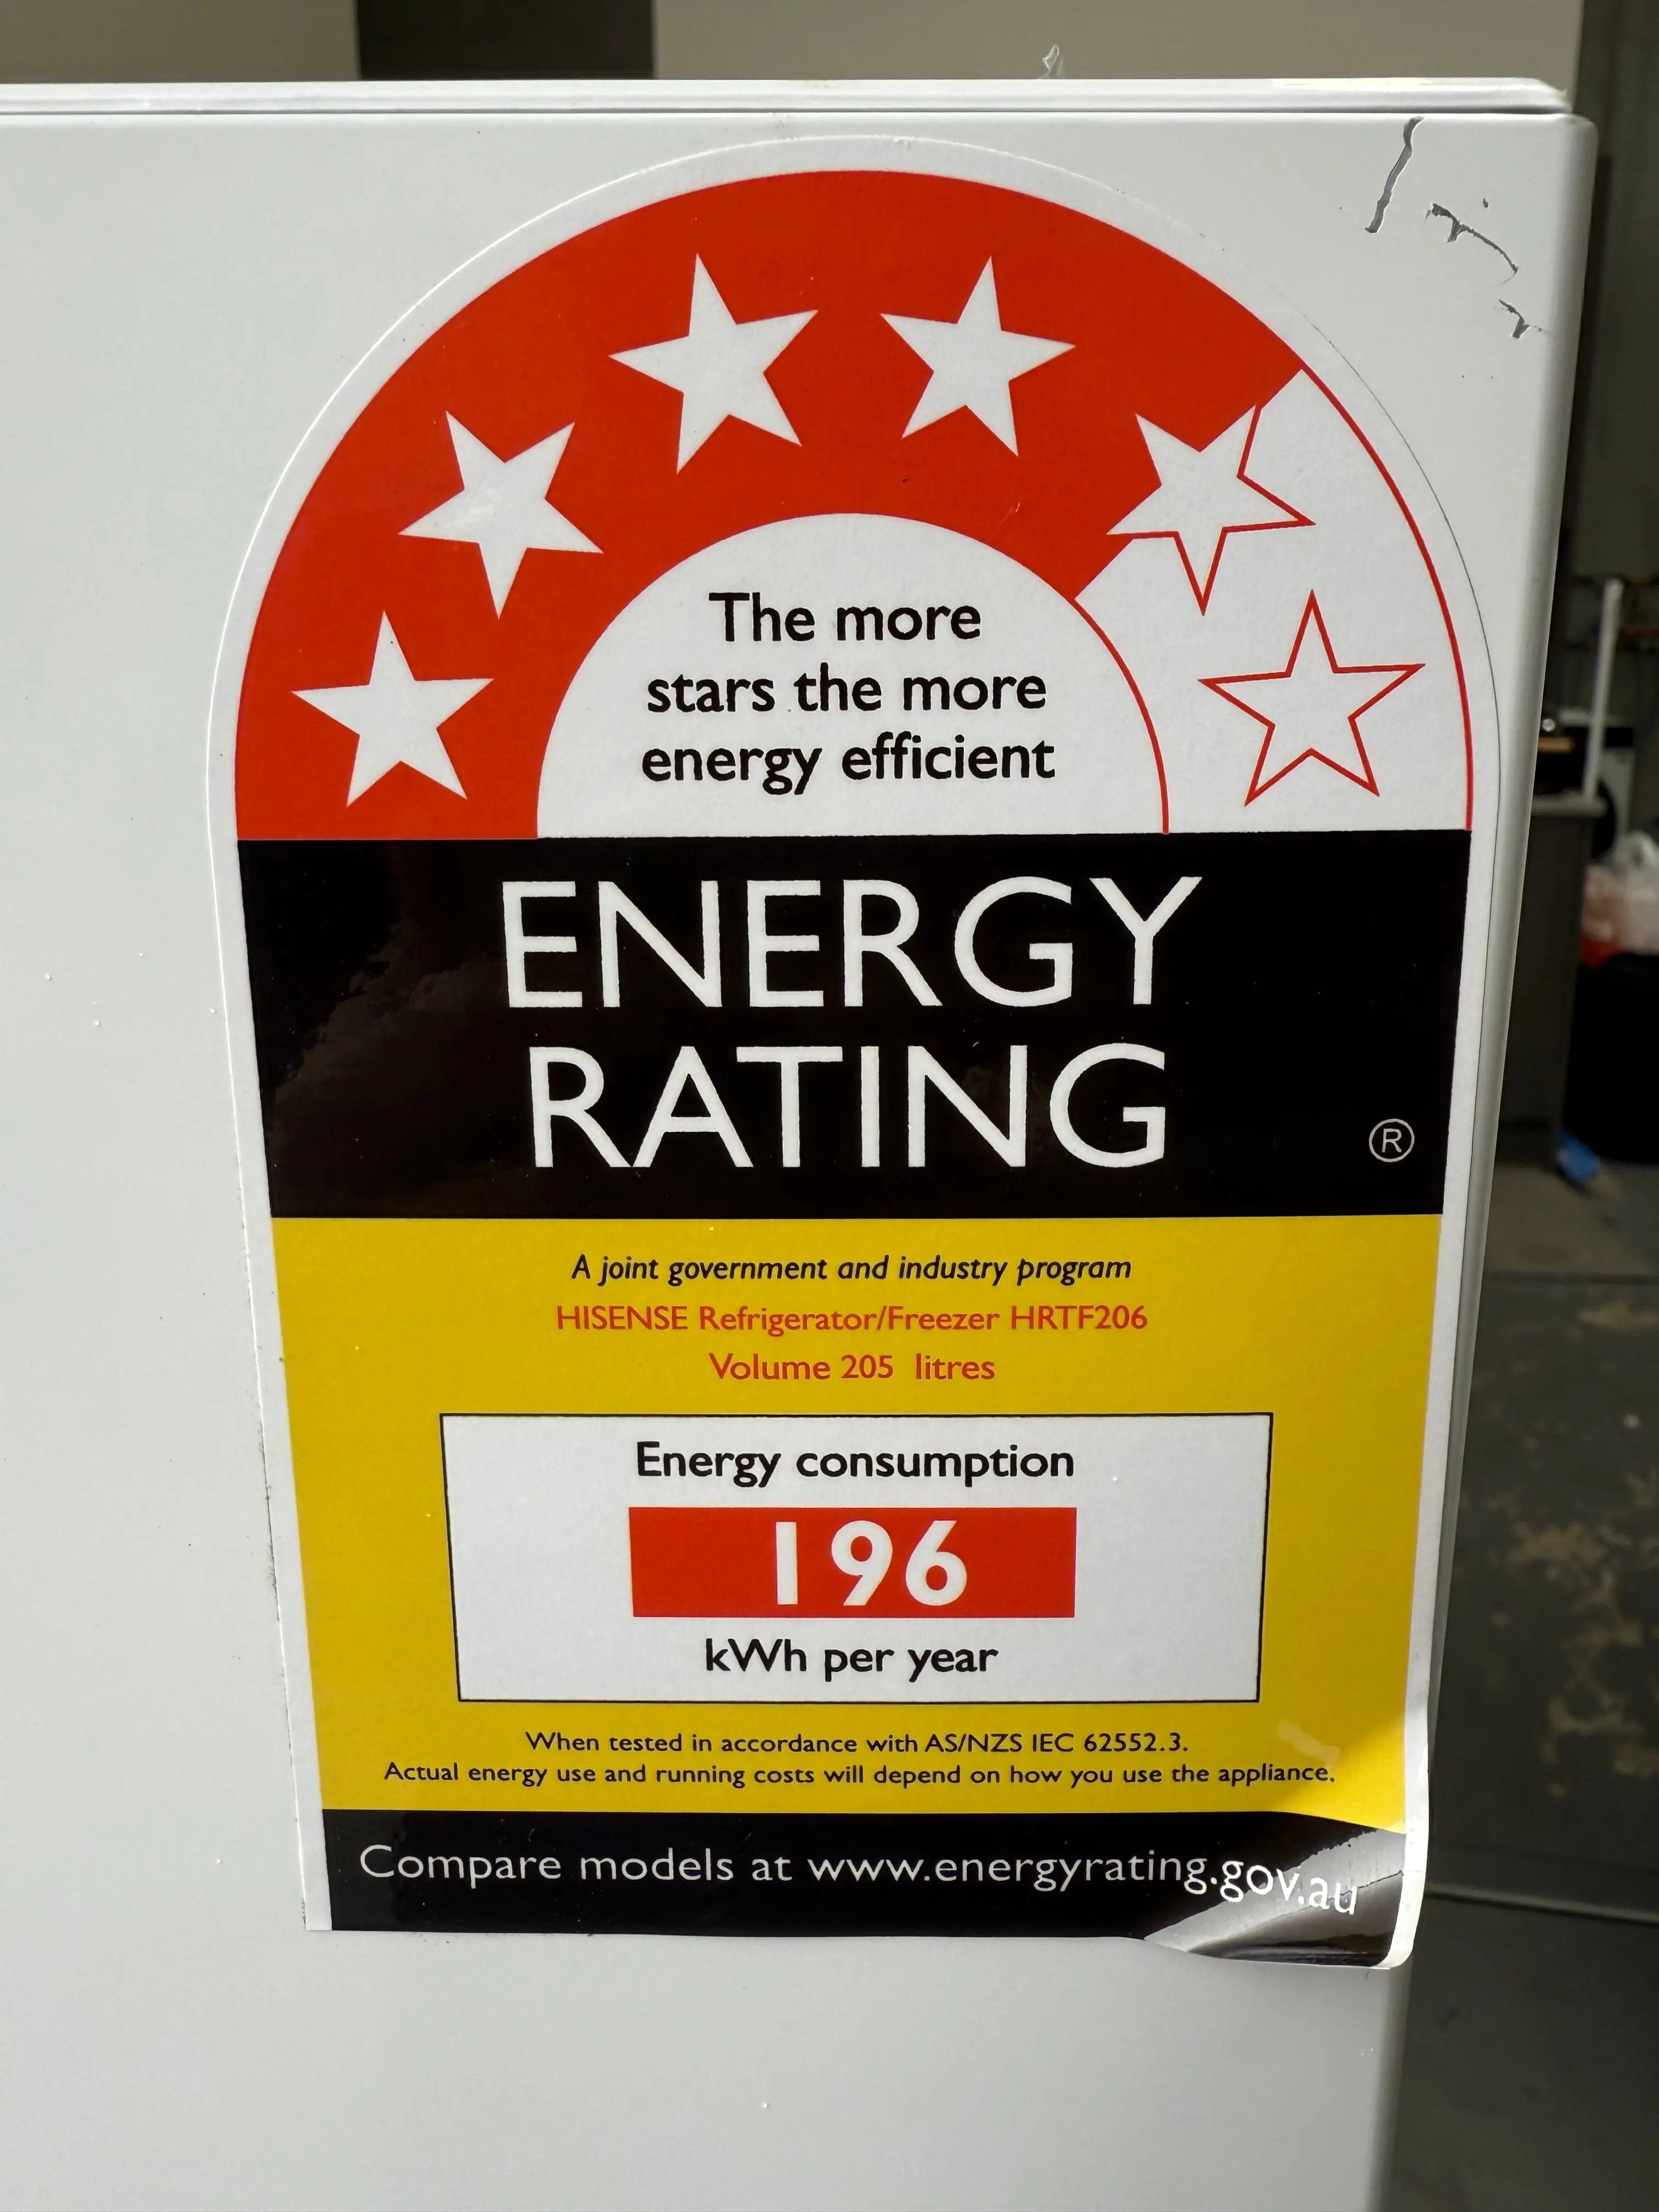 The more
stars the more
energy efficient
ENERGY
RATING
®
A joint government and industry program
HISENSE Refrigerator/Freezer HRTF206
Volume 205 litres
Energy consumption
196
kWh per year
When tested in accordance with AS/NZS IEC 62552.3.
Actual energy use and running costs will depend on how you use the appliance.
Compare models at www.energyrating.gov.au